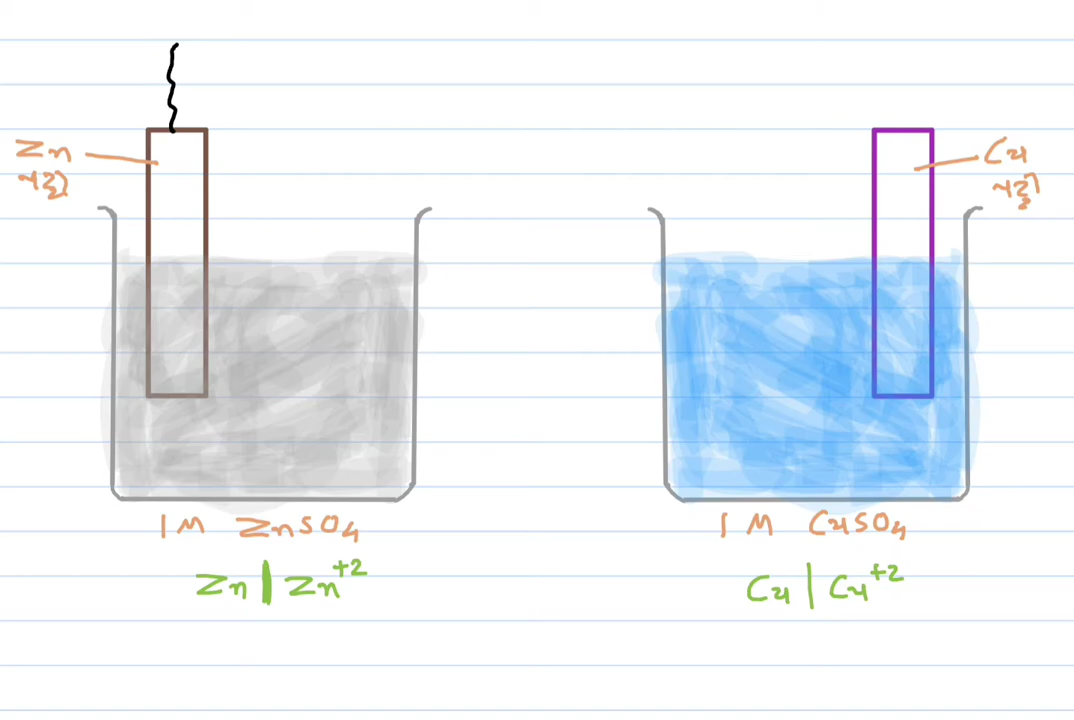 Zn
Cu
1 M ZnSO4
1 M CuSO4
Zn | Zn+2
Cu | Cu+2